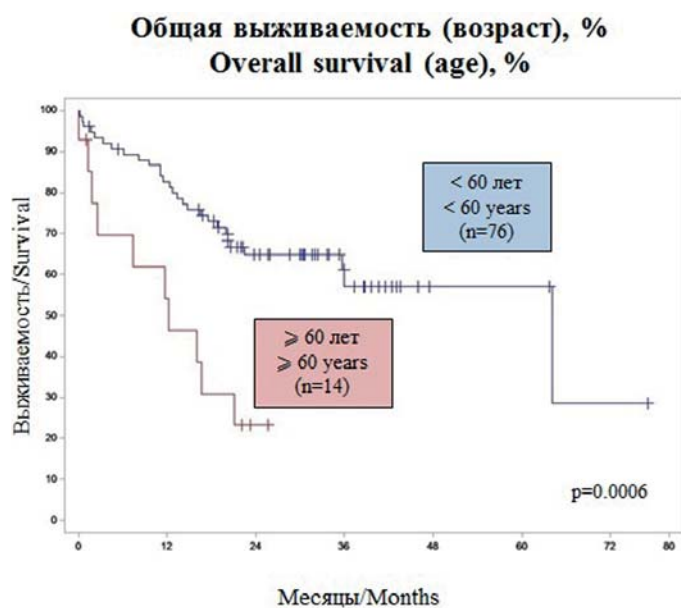 Общая выживаемость (возраст), %
Overall survival (age), %
Выживаемость/Survival
100
90
80
70
60
50
40
30
20
10
0
< 60 лет
< 60 years
(n=76)
⩾ 60 лет
⩾ 60 years
(n=14)
p=0.0006
0 12 24 36 48 60 72 80
Месяцы/Months